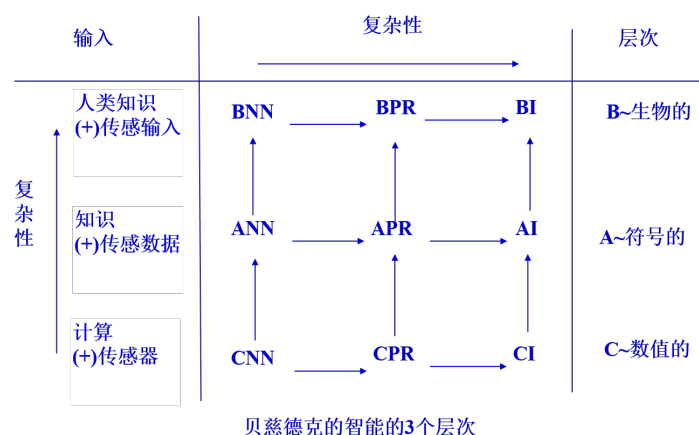 输入
复杂性
层次
人类知识
(+)传感输入
BNN
BPR
BI
B~生物的
复杂性
知识
(+)传感数据
ANN
APR
AI
A~符号的
计算
(+)传感器
CNN
CPR
CI
C~数值的
贝慈德克的智能的3个层次